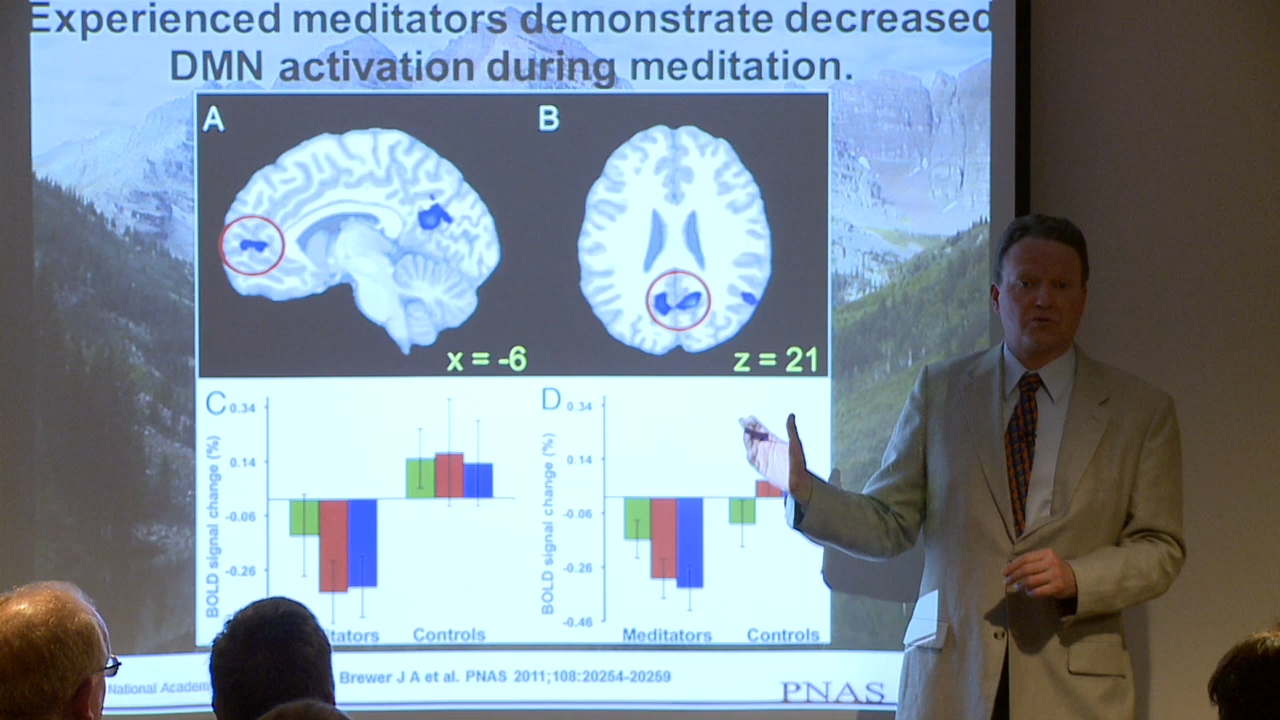 Experienced meditators demonstrate decreased
DMN activation during meditation.
A
B
x = -6
z = 21
C
D
0.34
0.14
-0.06
-0.26
BOLD signal change (%)
0.34
0.14
-0.06
-0.26
-0.46
BOLD signal change (%)
Controls
Meditators
Controls
National
Brewer J A et al. PNAS 2011;108:20254-20259
PNAS